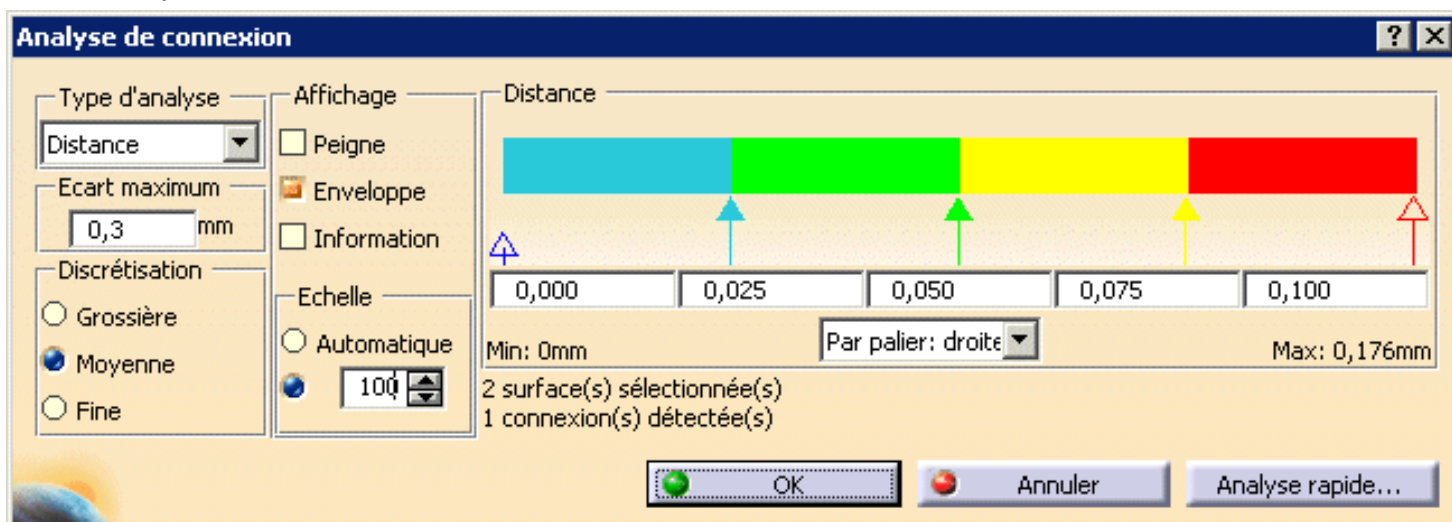 Analyse de connexion
Type d'analyse
Distance
Ecart maximum
0,3 mm
Discrétisation
Grossière
Moyenne
Fine
Affichage
Peigne
Enveloppe
Information
Echelle
Automatique
100
Distance
0,000 0,025 0,050 0,075 0,100
Par palier: droite
Min: 0mm Max: 0,176mm
2 surface(s) sélectionnée(s)
1 connexion(s) détectée(s)
OK Annuler Analyse rapide...